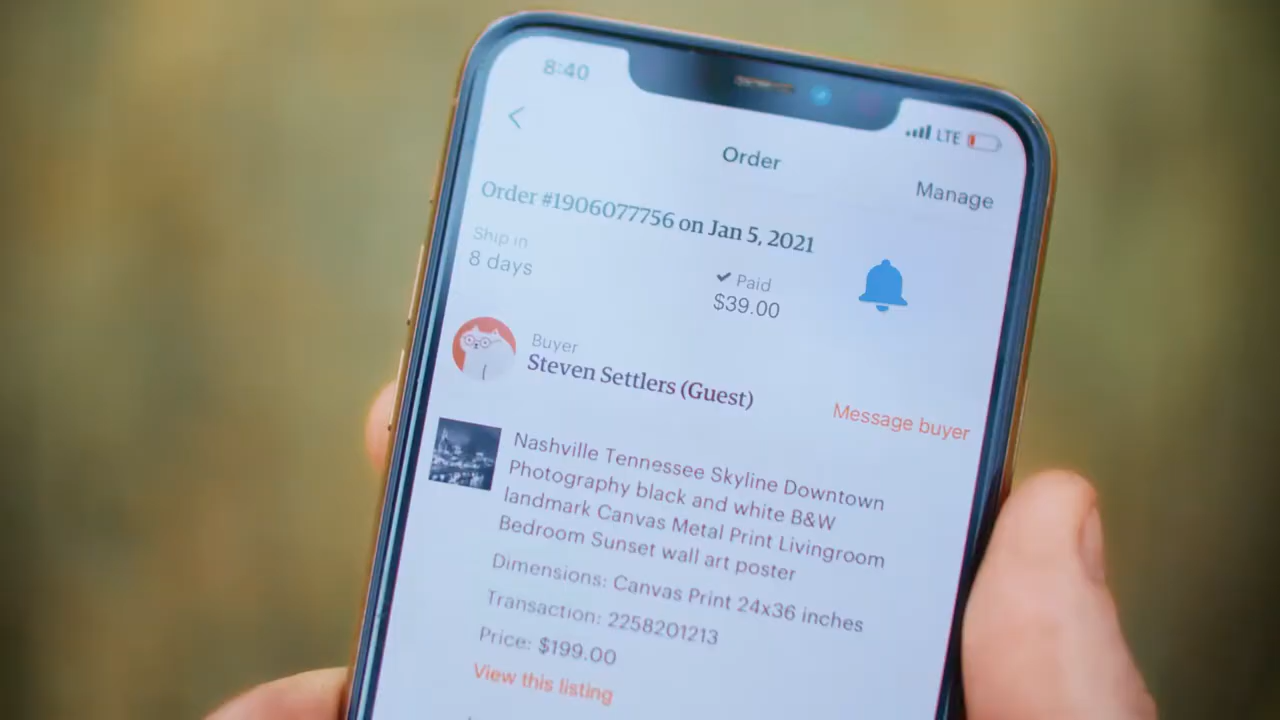 8:40
LTE
Order
Manage
Order #1906077756 on Jan 5, 2021
Ship in
8 days
Paid
$39.00
Buyer
Steven Settlers (Guest)
Message buyer
Nashville Tennessee Skyline Downtown
Photography black and white B&W
landmark Canvas Metal Print Livingroom
Bedroom Sunset wall art poster
Dimensions: Canvas Print 24x36 inches
Transaction: 2258201213
Price: $199.00
View this listing